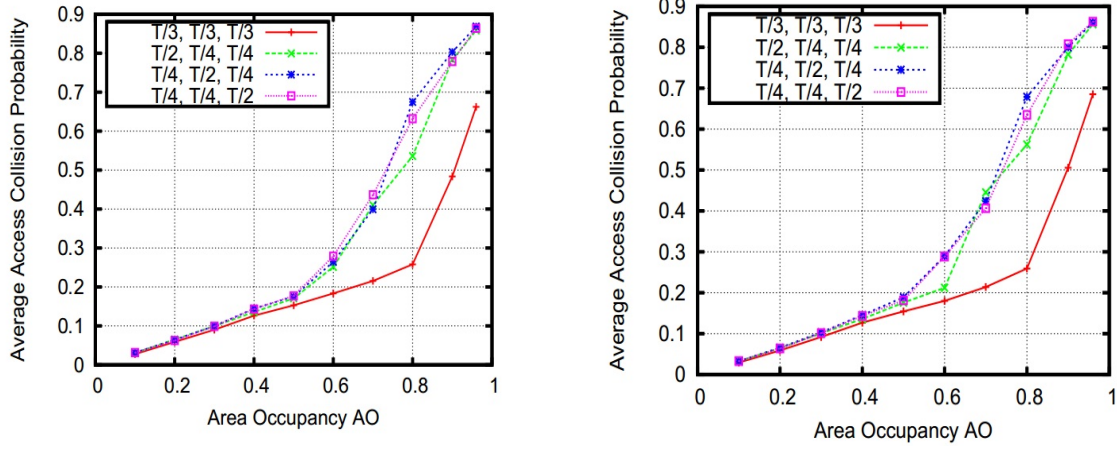 0.9
0.8
0.7
0.6
0.5
0.4
0.3
0.2
0.1
0
Average Access Collision Probability
T/3, T/3, T/3
T/2, T/4, T/4
T/4, T/2, T/4
T/4, T/4, T/2
0 0.2 0.4 0.6 0.8 1
Area Occupancy AO
0.9
0.8
0.7
0.6
0.5
0.4
0.3
0.2
0.1
0
Average Access Collision Probability
T/3, T/3, T/3
T/2, T/4, T/4
T/4, T/2, T/4
T/4, T/4, T/2
0 0.2 0.4 0.6 0.8 1
Area Occupancy AO